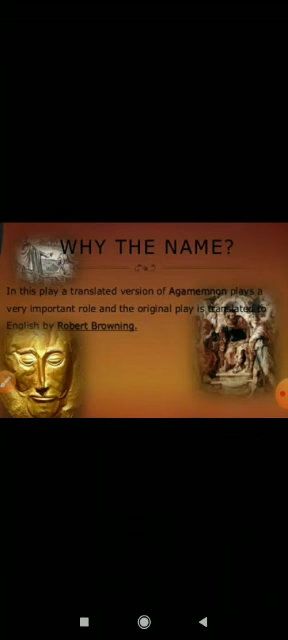 WHY THE NAME?
In this play a translated version of Agamemnon plays a
very important role and the original play is translated to
English by Robert Browning.